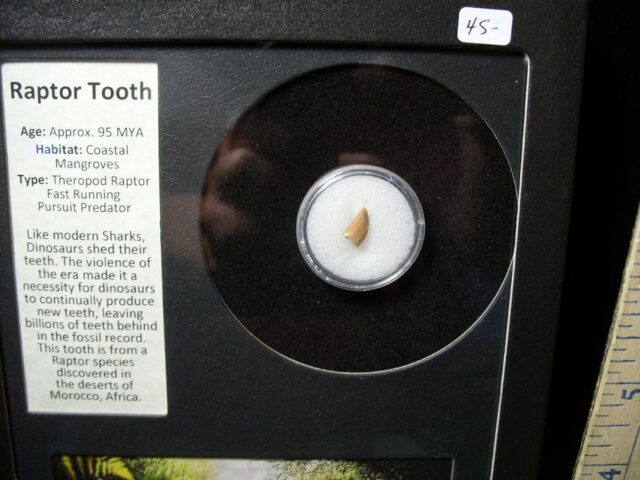 45-
Raptor Tooth
Age: Approx. 95 MYA
Habitat: Coastal
Mangroves
Type: Theropod Raptor
Fast Running
Pursuit Predator
Like modern Sharks,
Dinosaurs shed their
teeth. The violence of
the era made it a
necessity for dinosaurs
to continually produce
new teeth, leaving
billions of teeth behind
in the fossil record.
This tooth is from a
Raptor species
discovered in
the deserts of
Morocco, Africa.
5
6